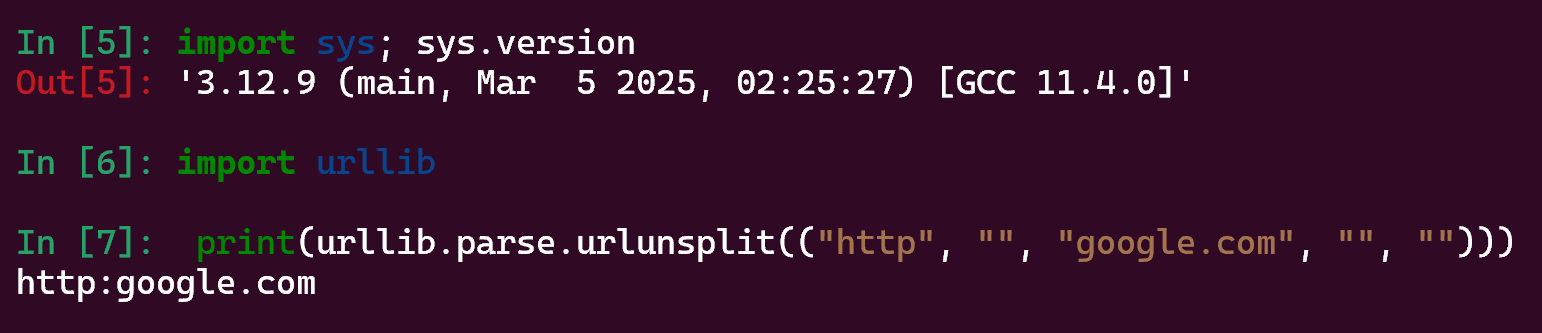 In [5]: import sys; sys.version
Out[5]: '3.12.9 (main, Mar  5 2025, 02:25:27) [GCC 11.4.0]'
In [6]: import urllib
In [7]:  print(urllib.parse.urlunsplit(("http", "", "google.com", "", "")))
http:google.com